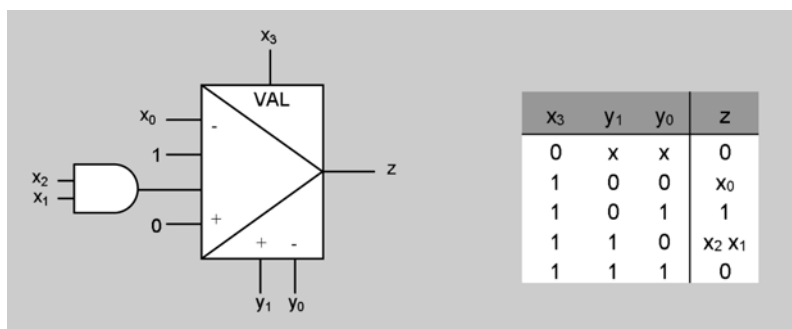 x₃
VAL
x₀ -
1
x₂
x₁
z
0 +
+ -
y₁ y₀
x₃ y₁ y₀ z
0 x x 0
1 0 0 x₀
1 0 1 1
1 1 0 x₂ x₁
1 1 1 0